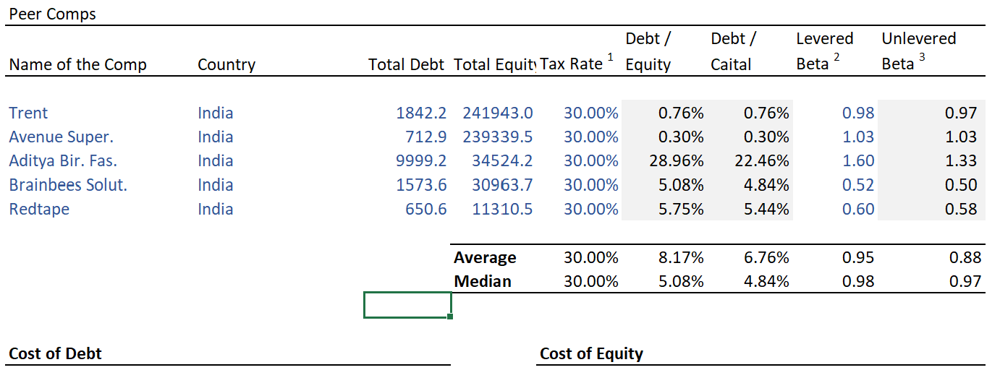 Peer Comps
Debt / Debt / Levered Unlevered
Name of the Comp Country Total Debt Total Equity Tax Rate 1 Equity Caital Beta 2 Beta 3
Trent India 1842.2 241943.0 30.00% 0.76% 0.76% 0.98 0.97
Avenue Super. India 712.9 239339.5 30.00% 0.30% 0.30% 1.03 1.03
Aditya Bir. Fas. India 9999.2 34524.2 30.00% 28.96% 22.46% 1.60 1.33
Brainbees Solut. India 1573.6 30963.7 30.00% 5.08% 4.84% 0.52 0.50
Redtape India 650.6 11310.5 30.00% 5.75% 5.44% 0.60 0.58
Average 30.00% 8.17% 6.76% 0.95 0.88
Median 30.00% 5.08% 4.84% 0.98 0.97
Cost of Debt Cost of Equity